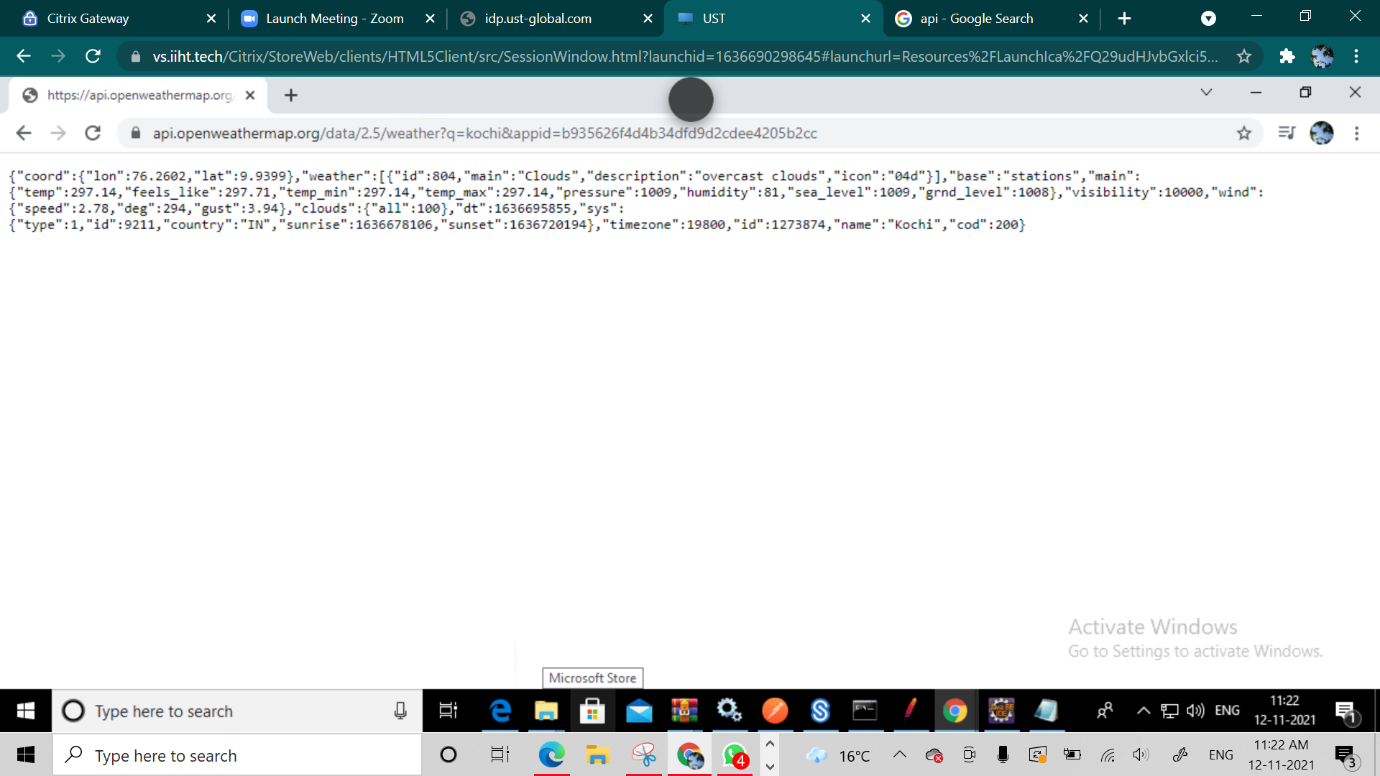 Citrix Gateway
Launch Meeting - Zoom
idp.ust-global.com
UST
api - Google Search
vs.iiht.tech/Citrix/StoreWeb/clients/HTML5Client/src/SessionWindow.html?launchid=1636690298645#launchurl=Resources%2FLaunchIca%2FQ29udHJvbGxlci5...
https://api.openweathermap.org
api.openweathermap.org/data/2.5/weather?q=kochi&appid=b935626f4d4b34dfd9d2cdee4205b2cc
{"coord":{"lon":76.2602,"lat":9.9399},"weather":[{"id":804,"main":"Clouds","description":"overcast clouds","icon":"04d"}],"base":"stations","main":
{"temp":297.14,"feels_like":297.71,"temp_min":297.14,"temp_max":297.14,"pressure":1009,"humidity":81,"sea_level":1009,"grnd_level":1008},"visibility":10000,"wind":
{"speed":2.78,"deg":294,"gust":3.94},"clouds":{"all":100},"dt":1636695855,"sys":
{"type":1,"id":9211,"country":"IN","sunrise":1636678106,"sunset":1636720194},"timezone":19800,"id":1273874,"name":"Kochi","cod":200}
Activate Windows
Go to Settings to activate Windows.
Microsoft Store
Type here to search
ENG
11:22
12-11-2021
1
Type here to search
4
16°C
ENG
11:22 AM
12-11-2021
3